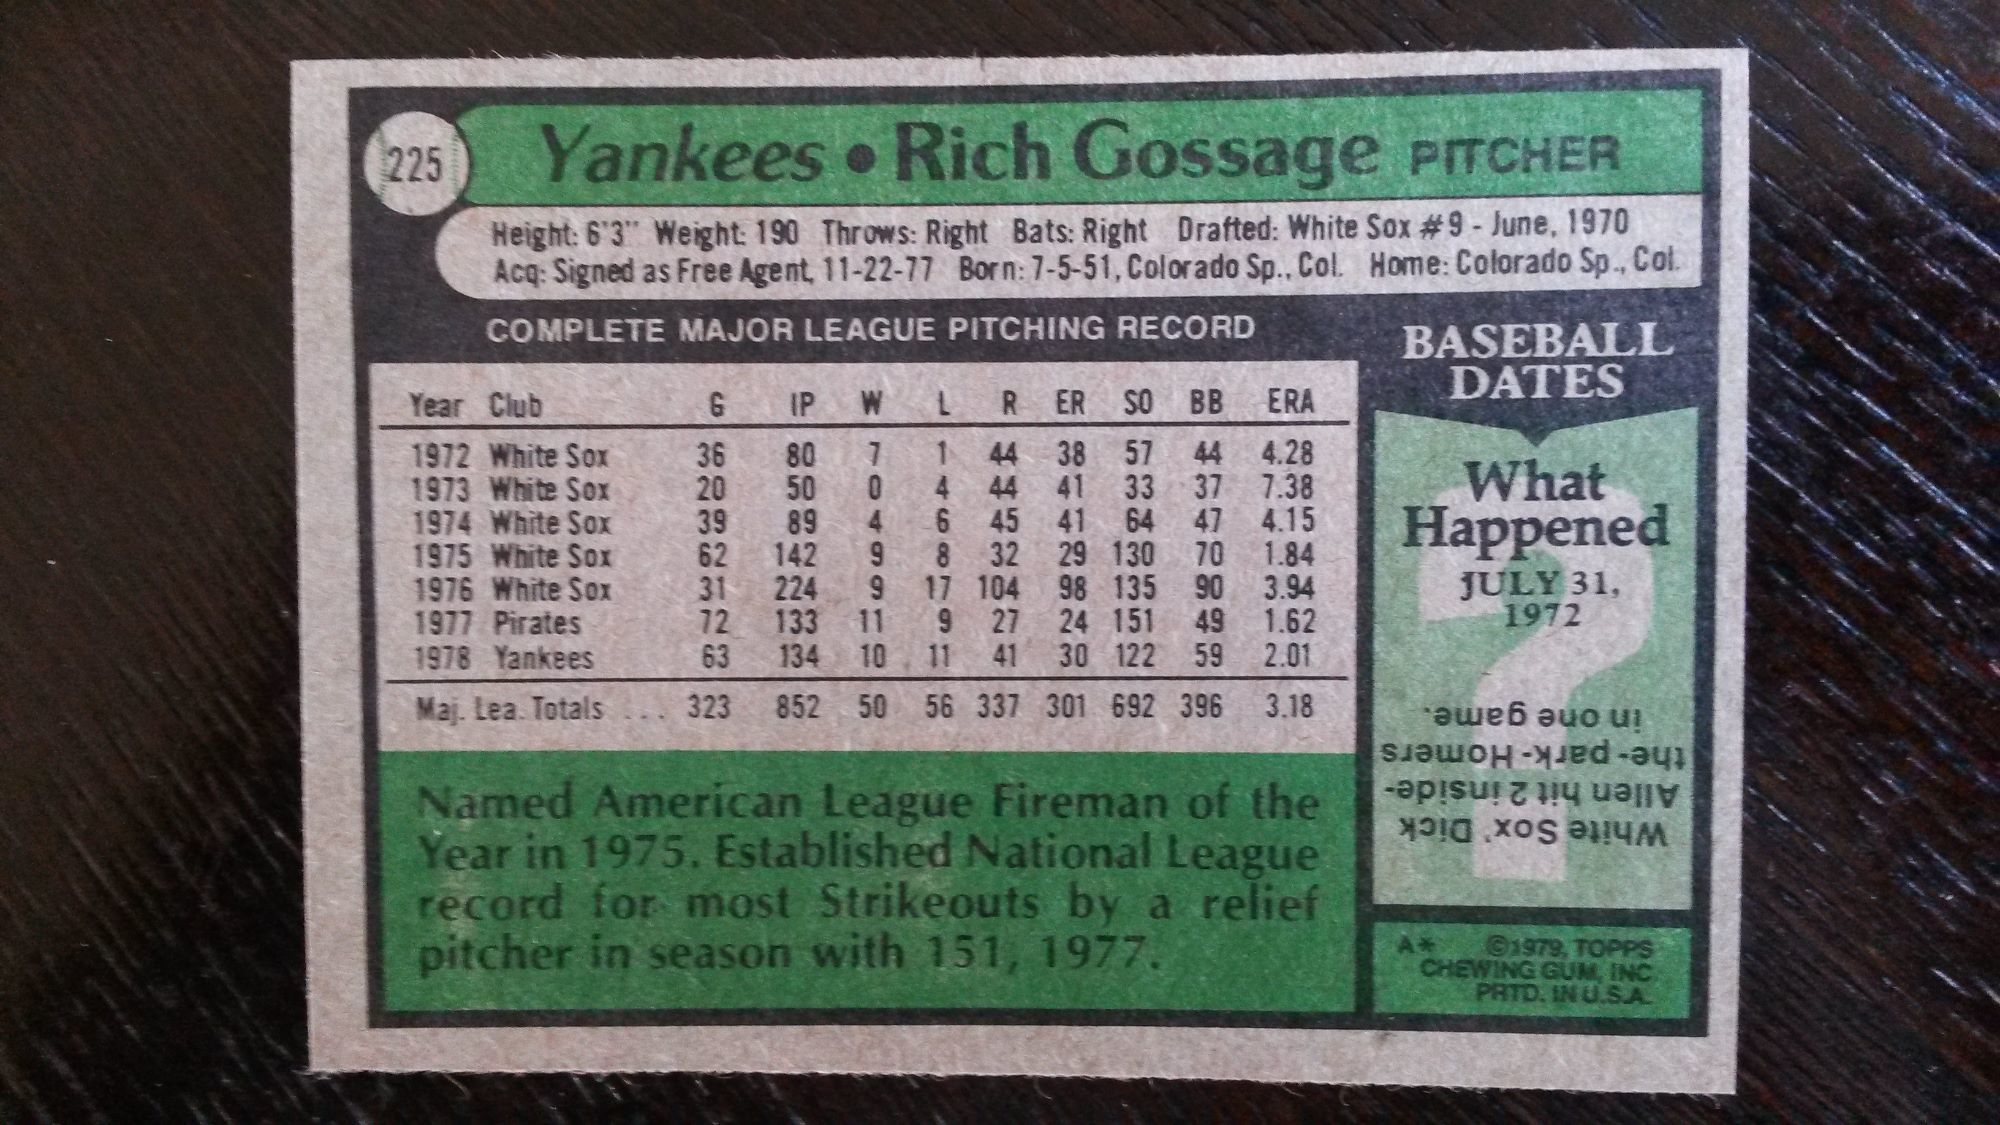 225
Yankees • Rich Gossage PITCHER
Height: 6'3" Weight: 190 Throws: Right Bats: Right Drafted: White Sox #9 - June, 1970
Acq: Signed as Free Agent, 11-22-77 Born: 7-5-51, Colorado Sp., Col. Home: Colorado Sp., Col.
COMPLETE MAJOR LEAGUE PITCHING RECORD
Year Club G IP W L R ER SO BB ERA
1972 White Sox 36 80 7 1 44 38 57 44 4.28
1973 White Sox 20 50 0 4 44 41 33 37 7.38
1974 White Sox 39 89 4 6 45 41 64 47 4.15
1975 White Sox 62 142 9 8 32 29 130 70 1.84
1976 White Sox 31 224 9 17 104 98 135 90 3.94
1977 Pirates 72 133 11 9 27 24 151 49 1.62
1978 Yankees 63 134 10 11 41 30 122 59 2.01
Maj. Lea. Totals ... 323 852 50 56 337 301 692 396 3.18
Named American League Fireman of the
Year in 1975. Established National League
record for most Strikeouts by a relief
pitcher in season with 151, 1977.
BASEBALL
DATES
What
Happened
JULY 31,
1972
White Sox' Dick
Allen hit 2 inside-
the-park-Homers
in one game.
A* ©1979, TOPPS
CHEWING GUM, INC.
PRTD. IN U.S.A.